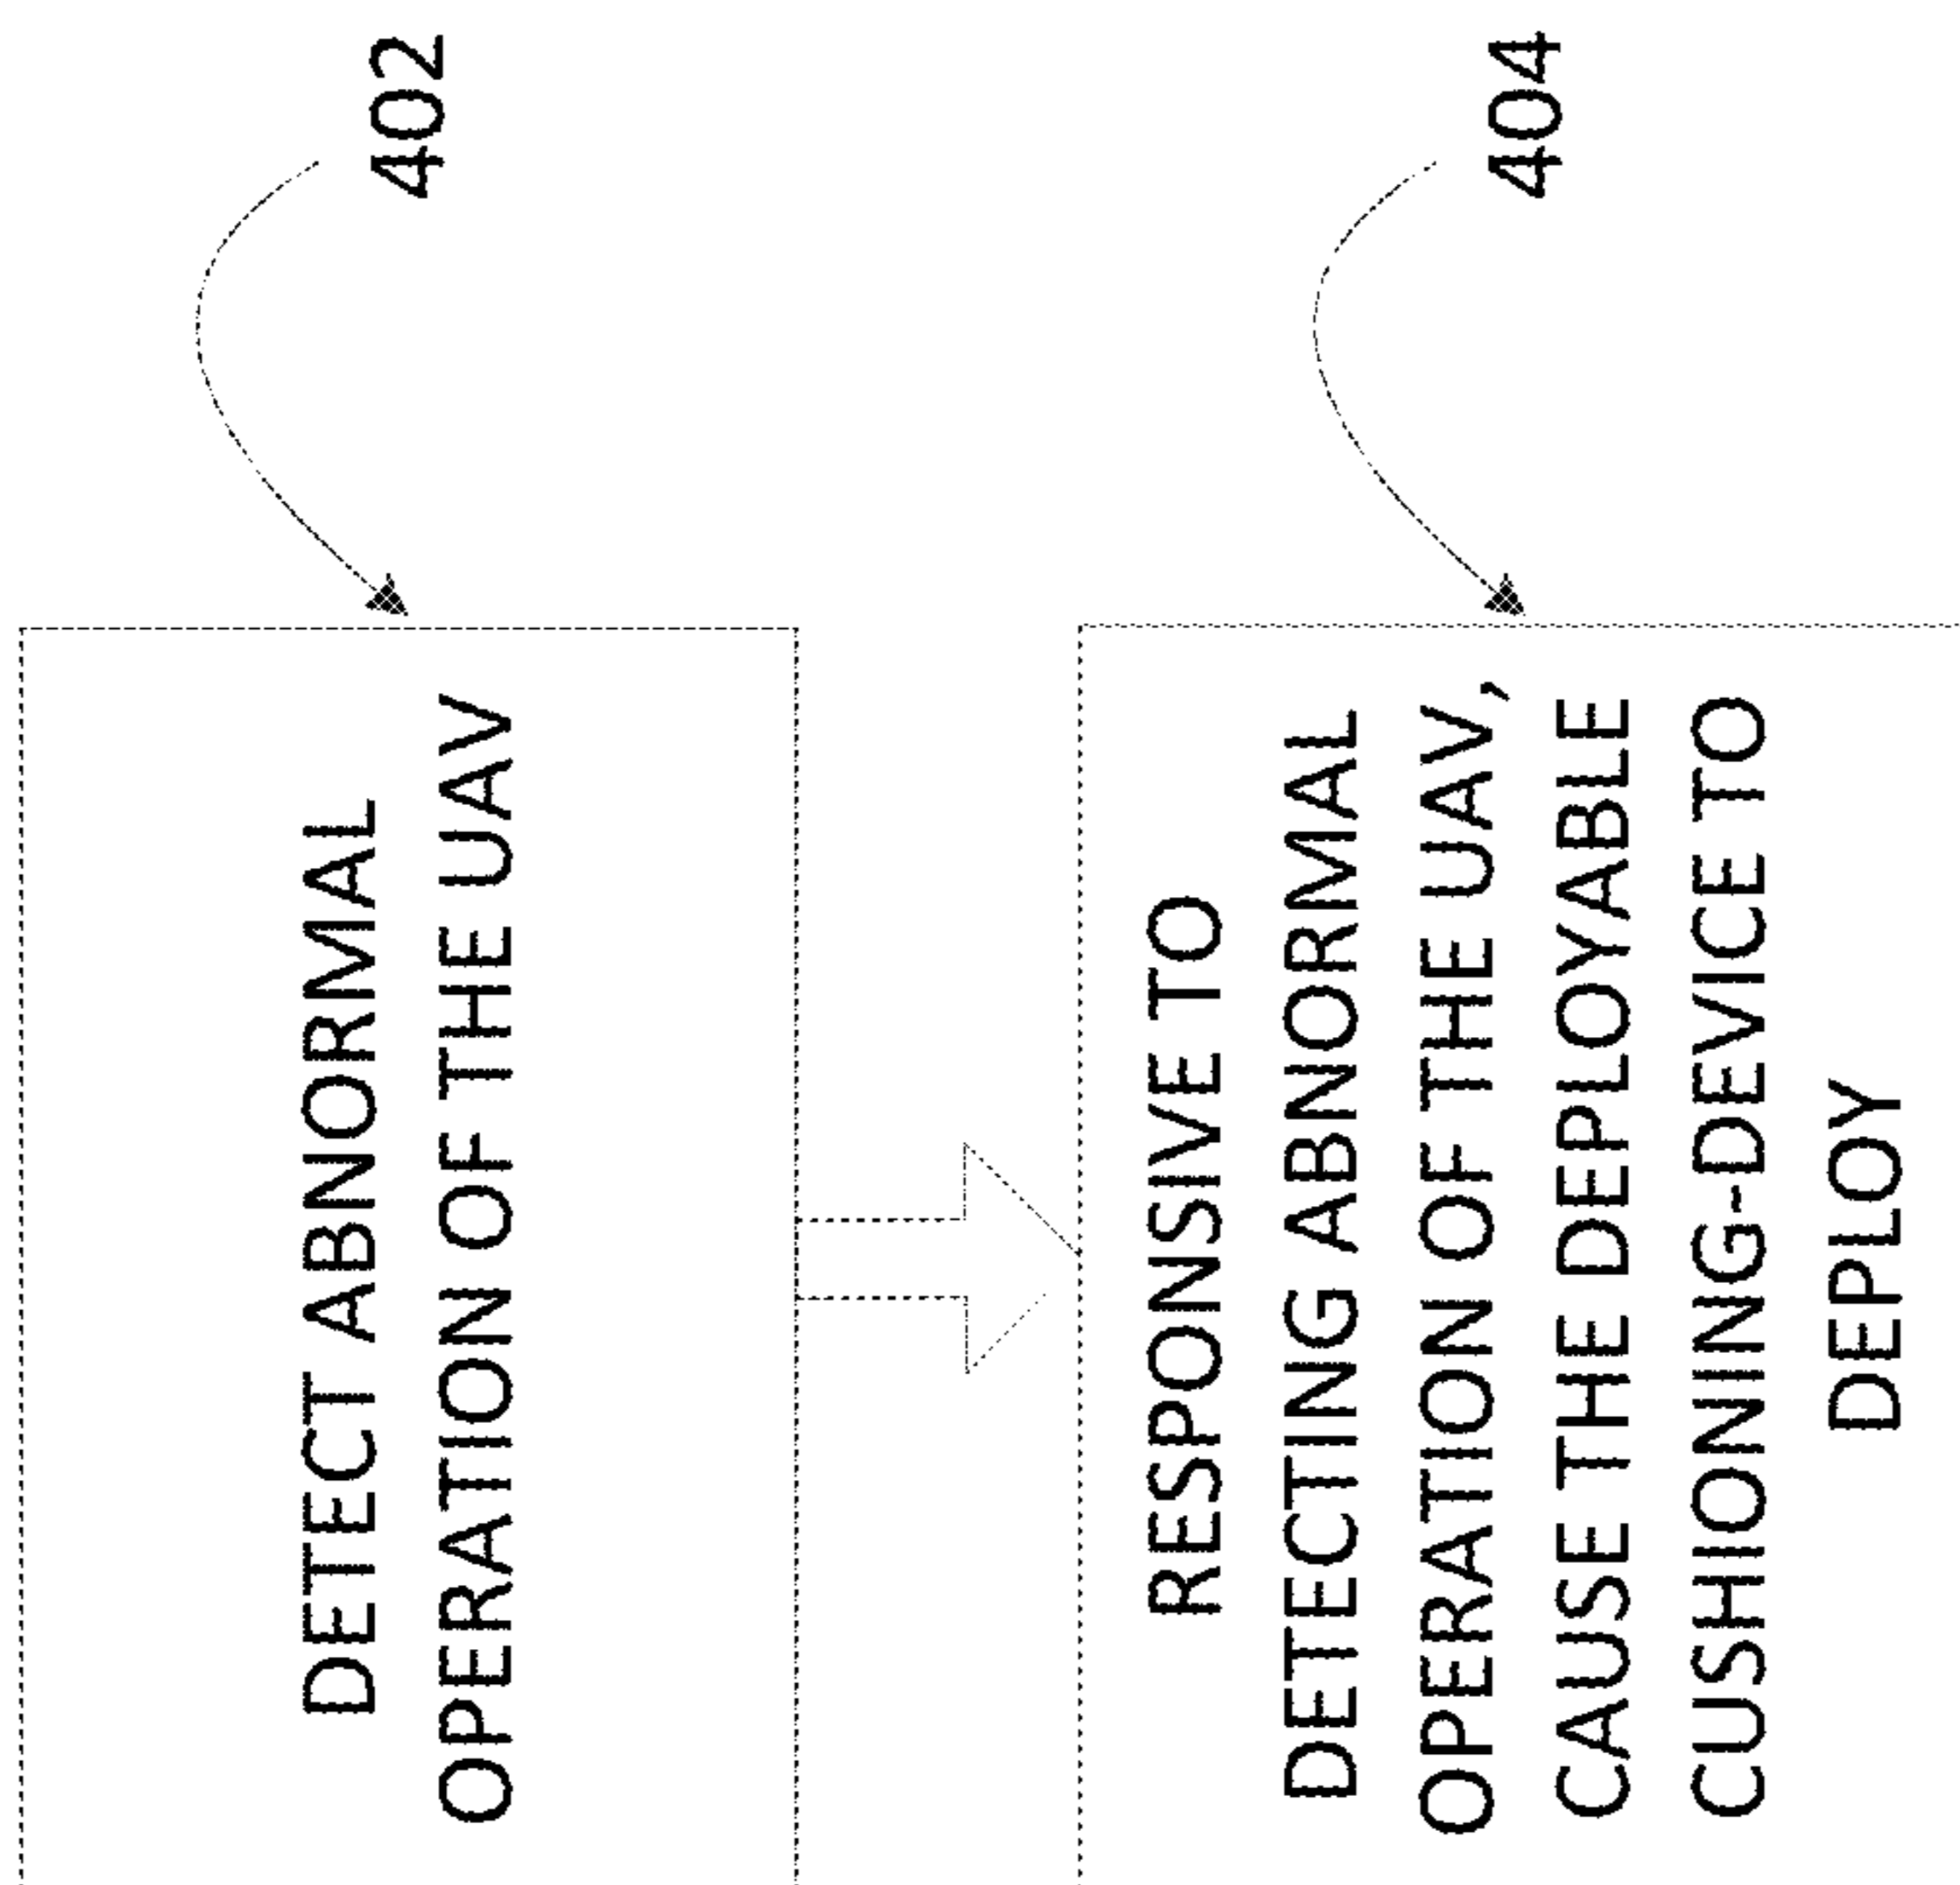 DETECT ABNORMAL
OPERATION OF THE UAV
402
RESPONSIVE TO
DETECTING ABNORMAL
OPERATION OF THE UAV,
CAUSE THE DEPLOYABLE
CUSHIONING-DEVICE TO
DEPLOY
404